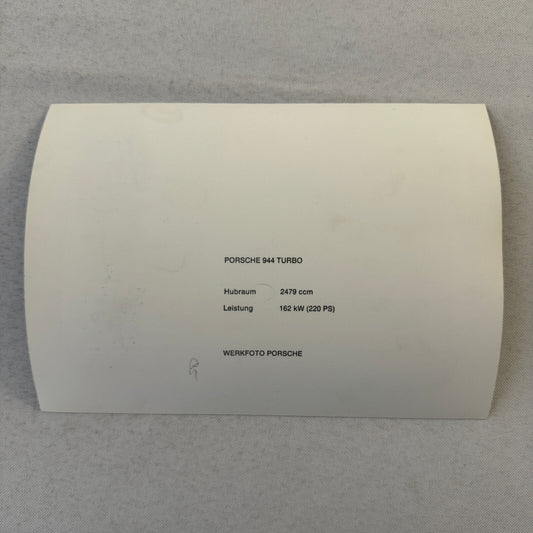 PORSCHE 944 TURBO
Hubraum 2479 ccm
Leistung 162 kW (220 PS)
WERKFOTO PORSCHE